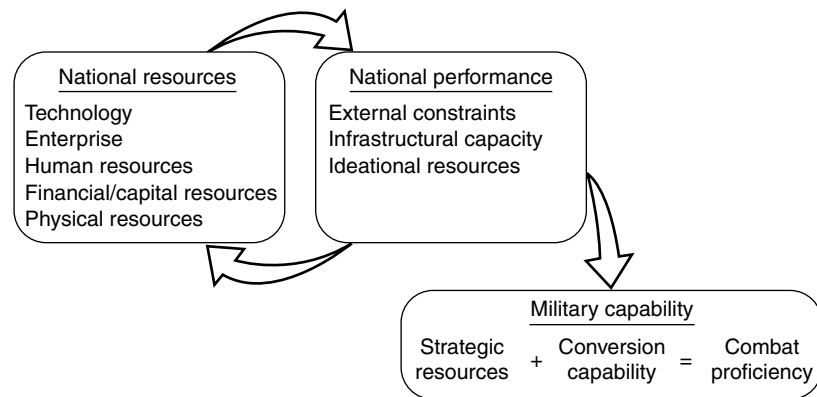 National resources
Technology
Enterprise
Human resources
Financial/capital resources
Physical resources
National performance
External constraints
Infrastructural capacity
Ideational resources
Military capability
Strategic resources + Conversion capability = Combat proficiency